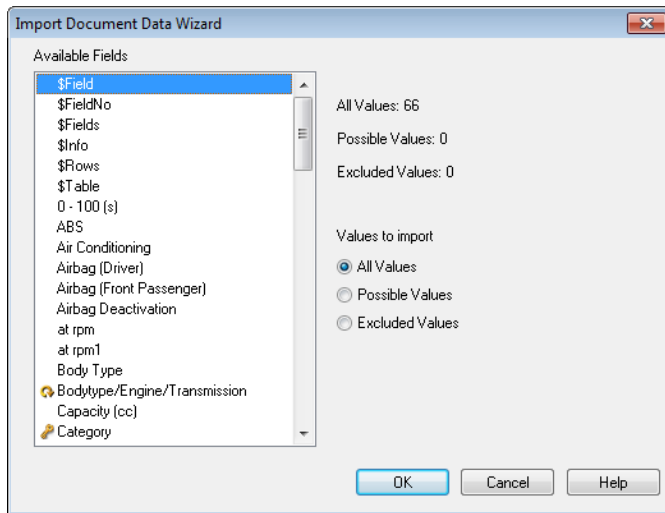 Import Document Data Wizard
Available Fields
$Field
$FieldNo
$Fields
$Info
$Rows
$Table
0 - 100 (s)
ABS
Air Conditioning
Airbag (Driver)
Airbag (Front Passenger)
Airbag Deactivation
at rpm
at rpm1
Body Type
Bodytype/Engine/Transmission
Capacity (cc)
Category
All Values: 66
Possible Values: 0
Excluded Values: 0
Values to import
All Values
Possible Values
Excluded Values
OK
Cancel
Help